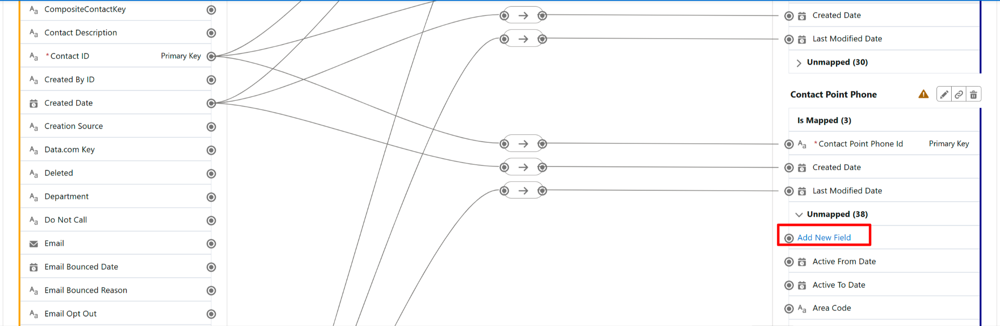 CompositeContactKey
Contact Description
* Contact ID Primary Key
Created By ID
Created Date
Creation Source
Data.com Key
Deleted
Department
Do Not Call
Email
Email Bounced Date
Email Bounced Reason
Email Opt Out
Created Date
Last Modified Date
Unmapped (30)
Contact Point Phone
Is Mapped (3)
* Contact Point Phone Id Primary Key
Created Date
Last Modified Date
Unmapped (38)
Add New Field
Active From Date
Active To Date
Area Code